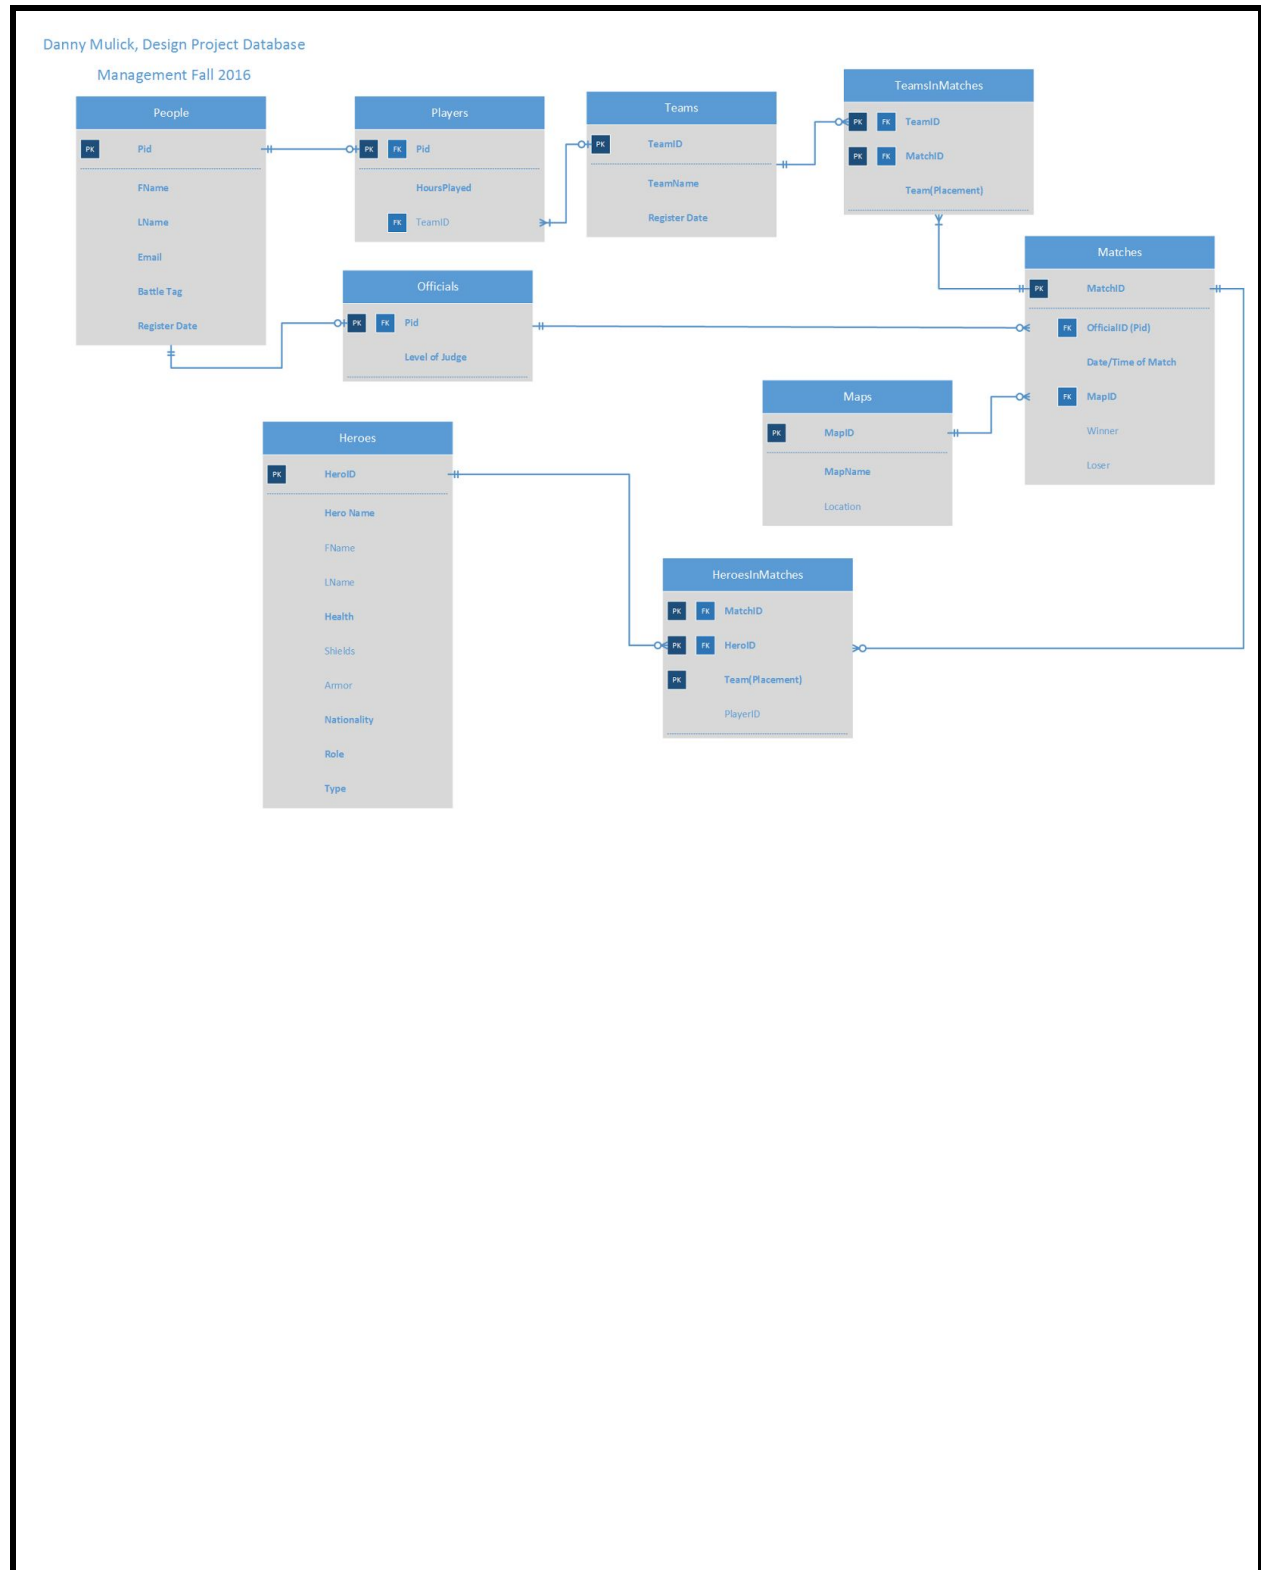 Danny Mulick, Design Project Database
Management Fall 2016
People
PK Pid
FName
LName
Email
Battle Tag
Register Date
Players
PK FK Pid
HoursPlayed
FK TeamID
Teams
PK TeamID
TeamName
Register Date
TeamsInMatches
PK FK TeamID
PK FK MatchID
Team(Placement)
Officials
PK FK Pid
Level of Judge
Matches
PK MatchID
FK OfficialID (Pid)
Date/Time of Match
FK MapID
Winner
Loser
Maps
PK MapID
MapName
Location
Heroes
PK HeroID
Hero Name
FName
LName
Health
Shields
Armor
Nationality
Role
Type
HeroesInMatches
PK FK MatchID
PK FK HeroID
PK Team(Placement)
PlayerID